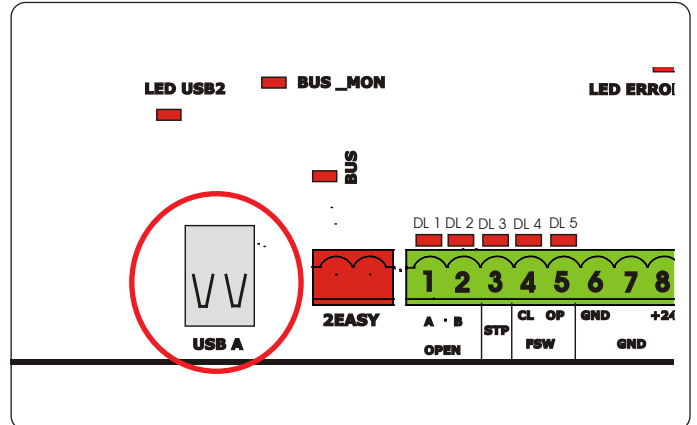 LED USB2
BUS _MON
LED ERRO
BUS
DL 1 DL 2 DL 3 DL 4 DL 5
1 2 3 4 5 6 7 8
2EASY
A B
STP
CL OP
GND
+24
USB A
OPEN
FSW
GND